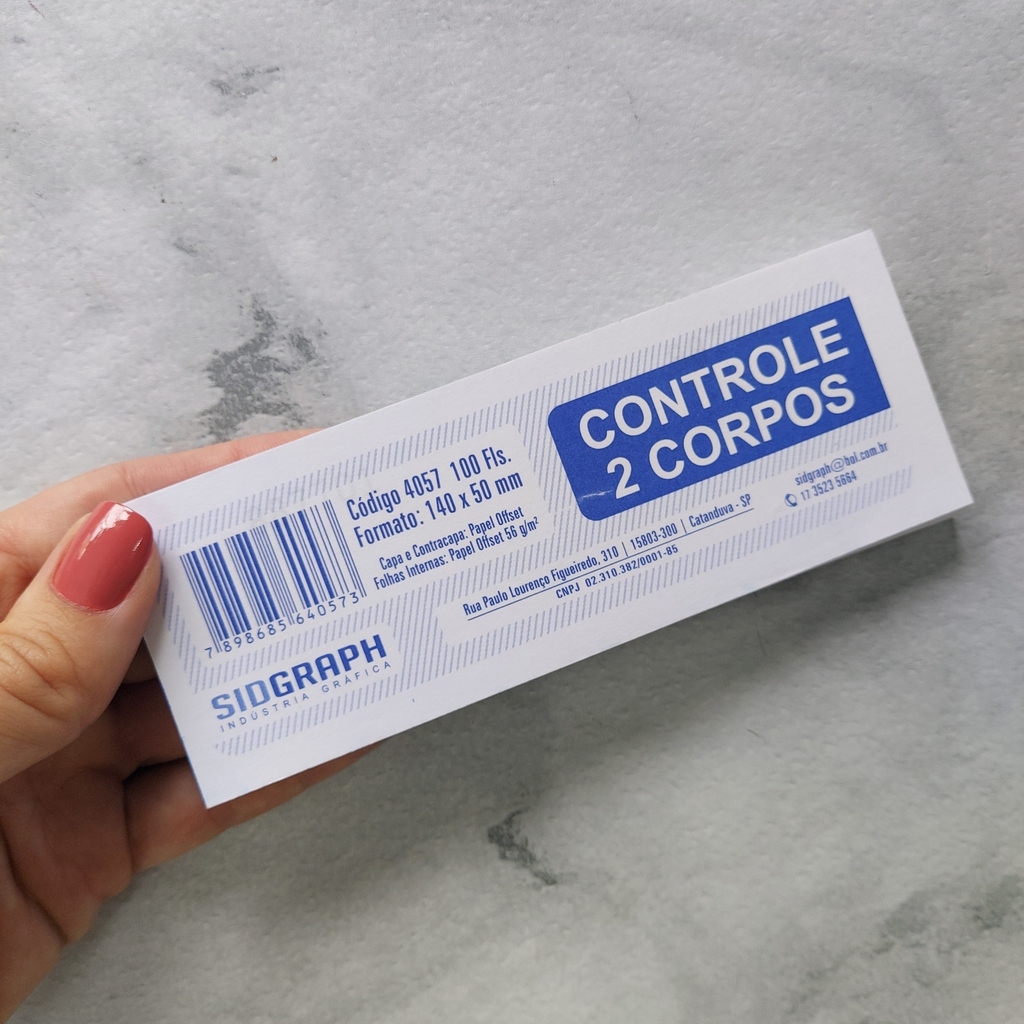 CONTROLE
2 CORPOS
Código 4057 100 Fls.
Formato: 140 x 50 mm
Capa e Contracapa: Papel Offset
Folhas Internas: Papel Offset 56 g/m²
7 898685 640573
SIDGRAPH
INDÚSTRIA GRÁFICA
Rua Paulo Lourenço Figueiredo, 310 | 15803-300 | Catanduva - SP
CNPJ 02.310.382/0001-85
sidgraph@bol.com.br
17 3523 5664